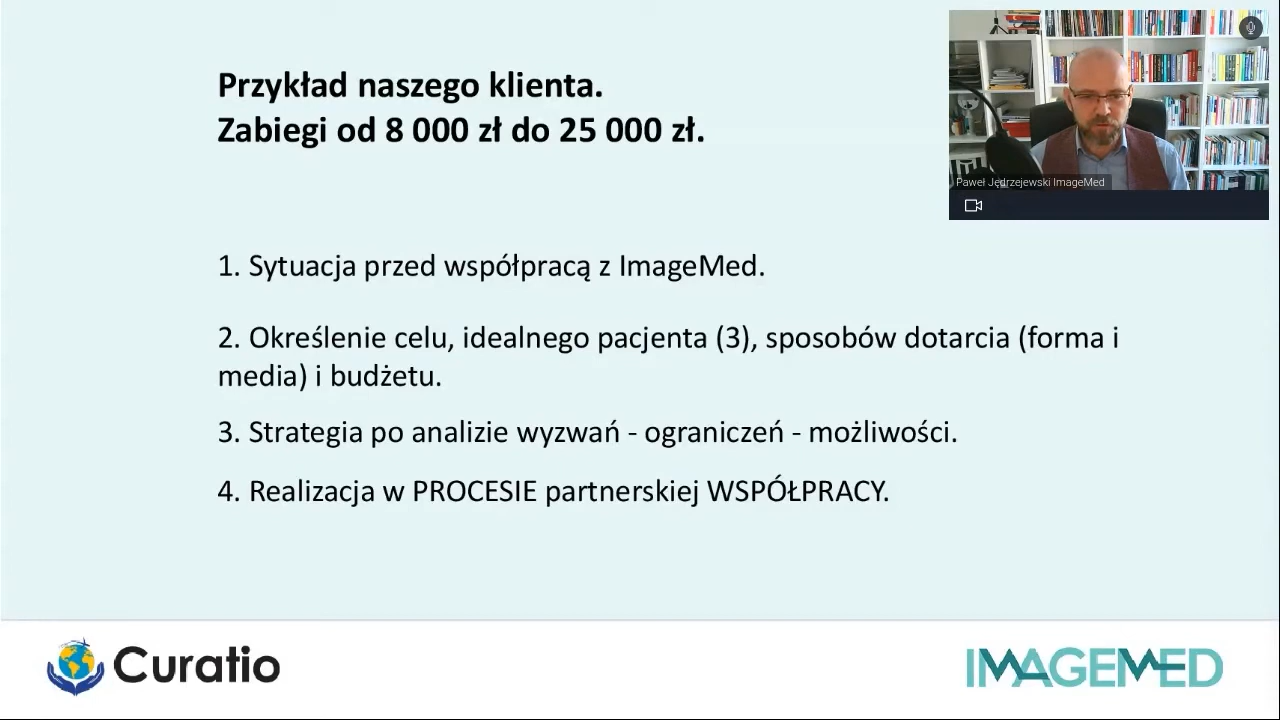 Przykład naszego klienta.
Zabiegi od 8 000 zł do 25 000 zł.
Paweł Jędrzejewski ImageMed
1. Sytuacja przed współpracą z ImageMed.
2. Określenie celu, idealnego pacjenta (3), sposobów dotarcia (forma i
media) i budżetu.
3. Strategia po analizie wyzwań - ograniczeń - możliwości.
4. Realizacja w PROCESIE partnerskiej WSPÓŁPRACY.
Curatio
IMAGEMED